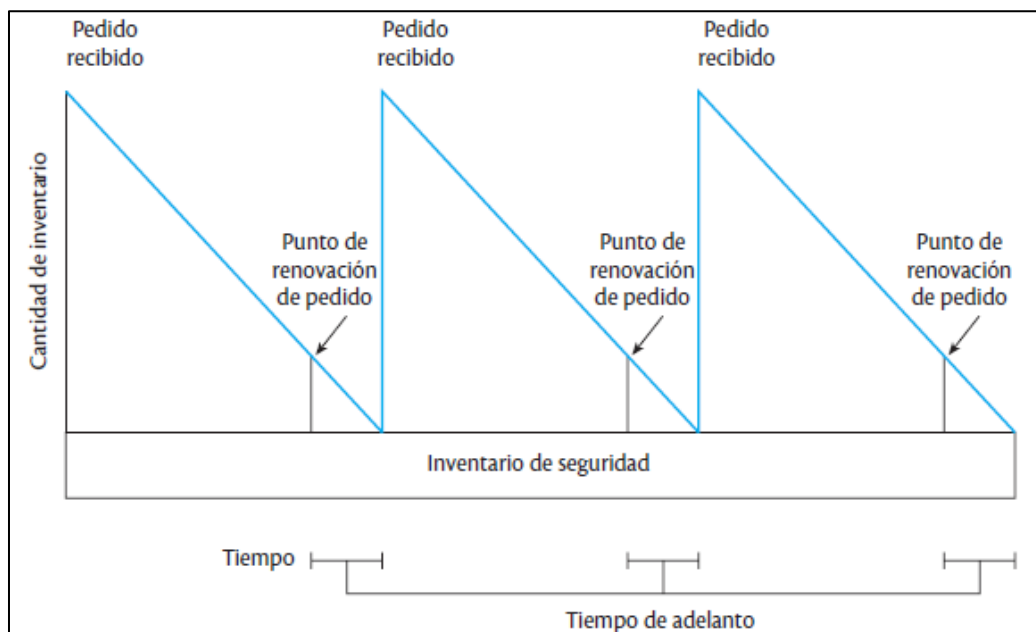 Pedido
recibido
Pedido
recibido
Pedido
recibido
Cantidad de inventario
Punto de
renovación
de pedido
Punto de
renovación
de pedido
Punto de
renovación
de pedido
Inventario de seguridad
Tiempo
Tiempo de adelanto